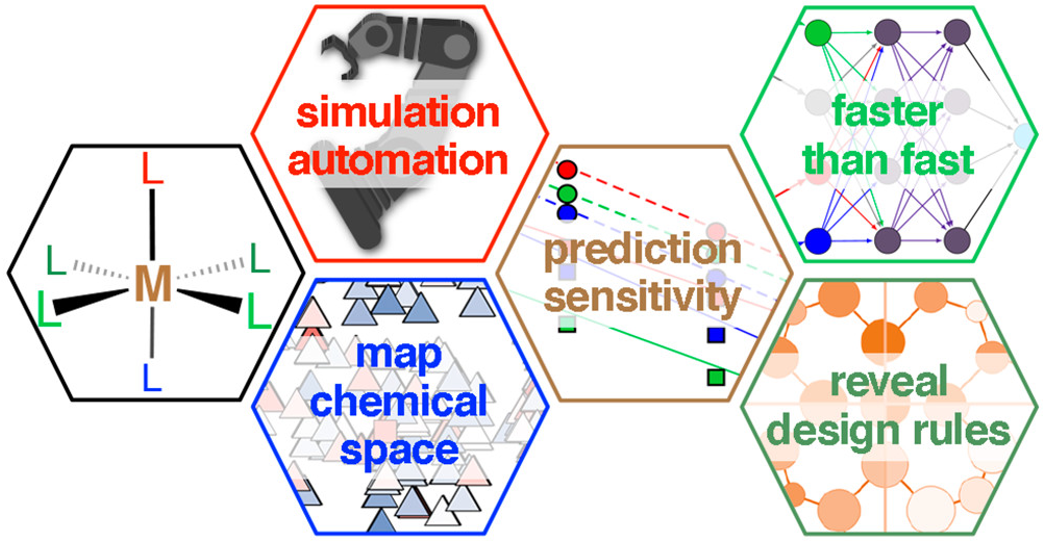 L
L
L
M
L
L
L
simulation
automation
map
chemical
space
prediction
sensitivity
faster
than fast
reveal
design rules